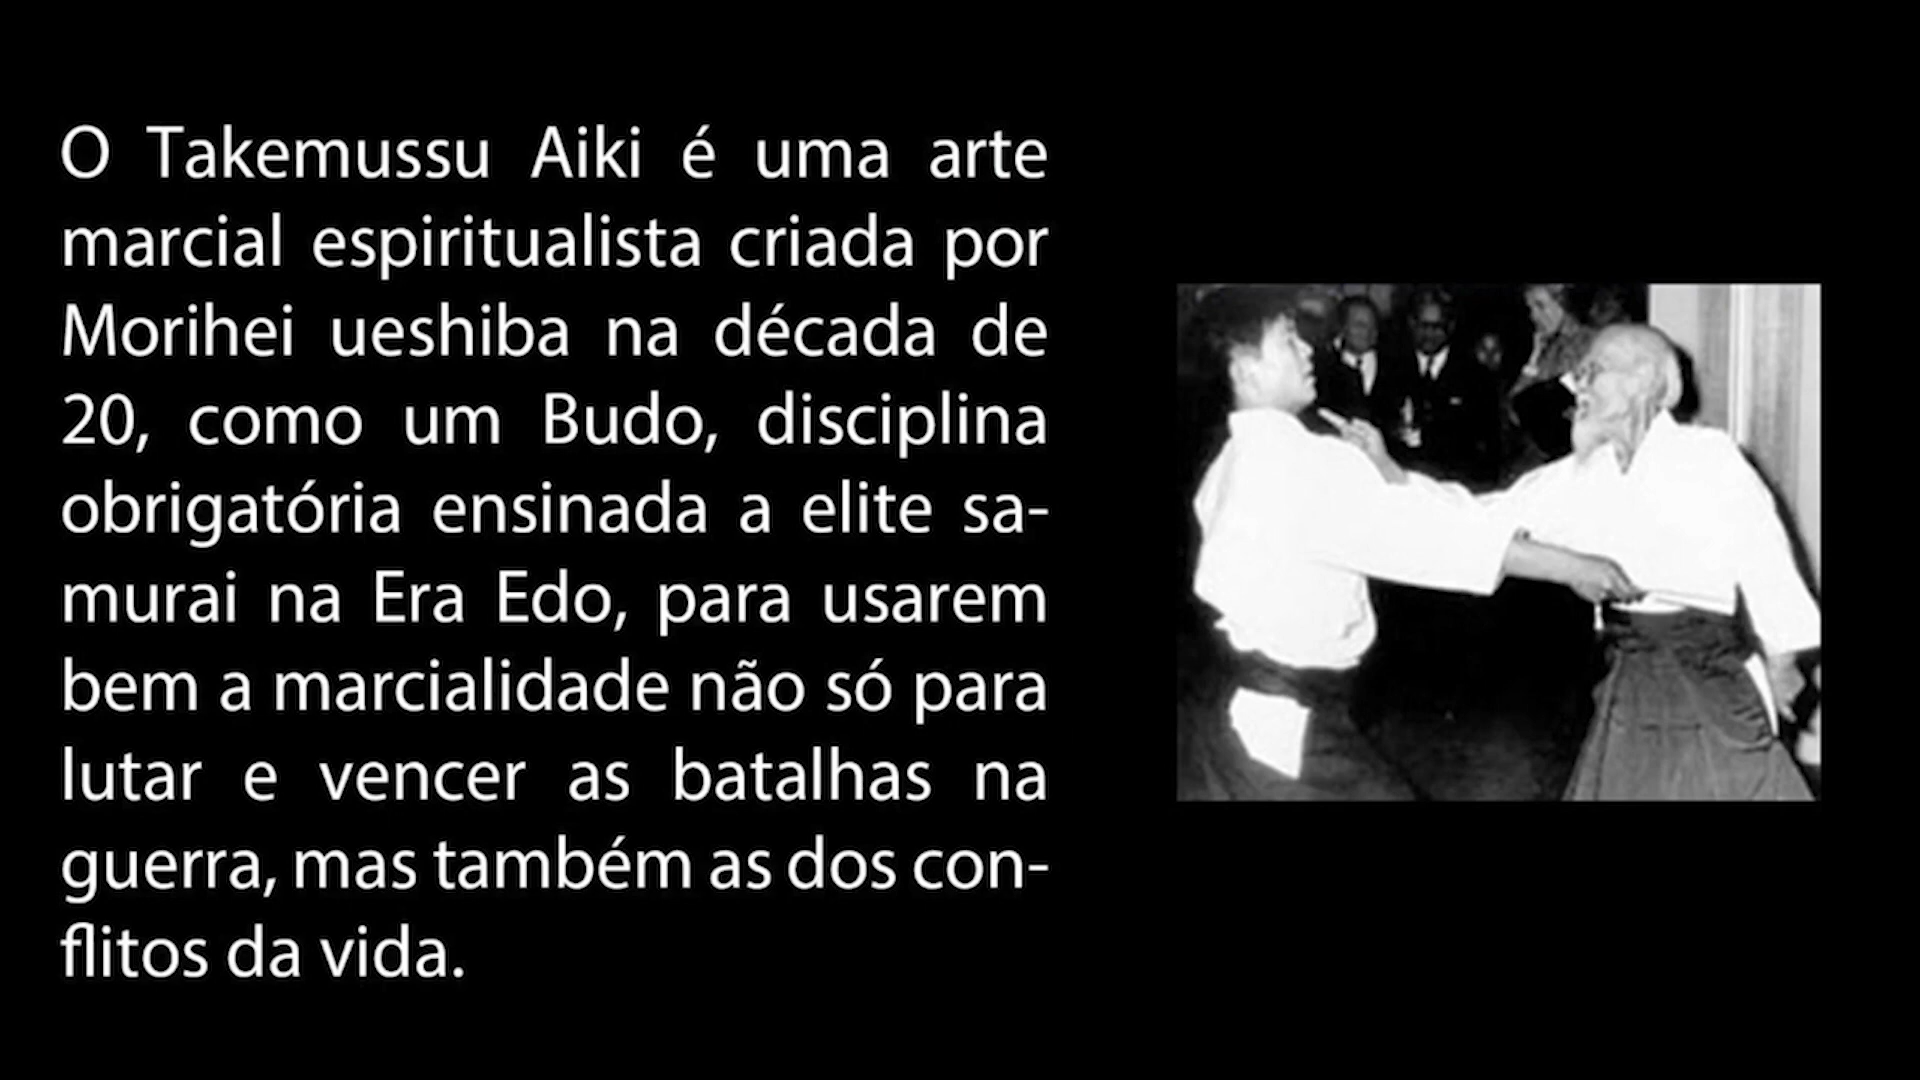 O Takemussu Aiki é uma arte
marcial espiritualista criada por
Morihei ueshiba na década de
20, como um Budo, disciplina
obrigatória ensinada a elite sa-
murai na Era Edo, para usarem
bem a marcialidade não só para
lutar e vencer as batalhas na
guerra, mas também as dos con-
flitos da vida.